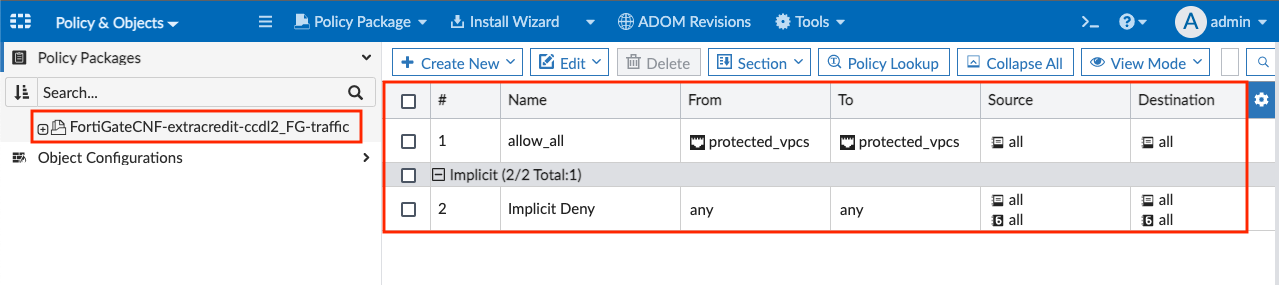 Policy & Objects Policy Package Install Wizard ADOM Revisions Tools >_ ? A admin
Policy Packages
Create New Edit Delete Section Policy Lookup Collapse All View Mode
Search...
# Name From To Source Destination
FortiGateCNF-extracredit-ccdl2_FG-traffic
1 allow_all protected_vpcs protected_vpcs all all
Object Configurations
Implicit (2/2 Total:1)
2 Implicit Deny any any all all
6 all 6 all